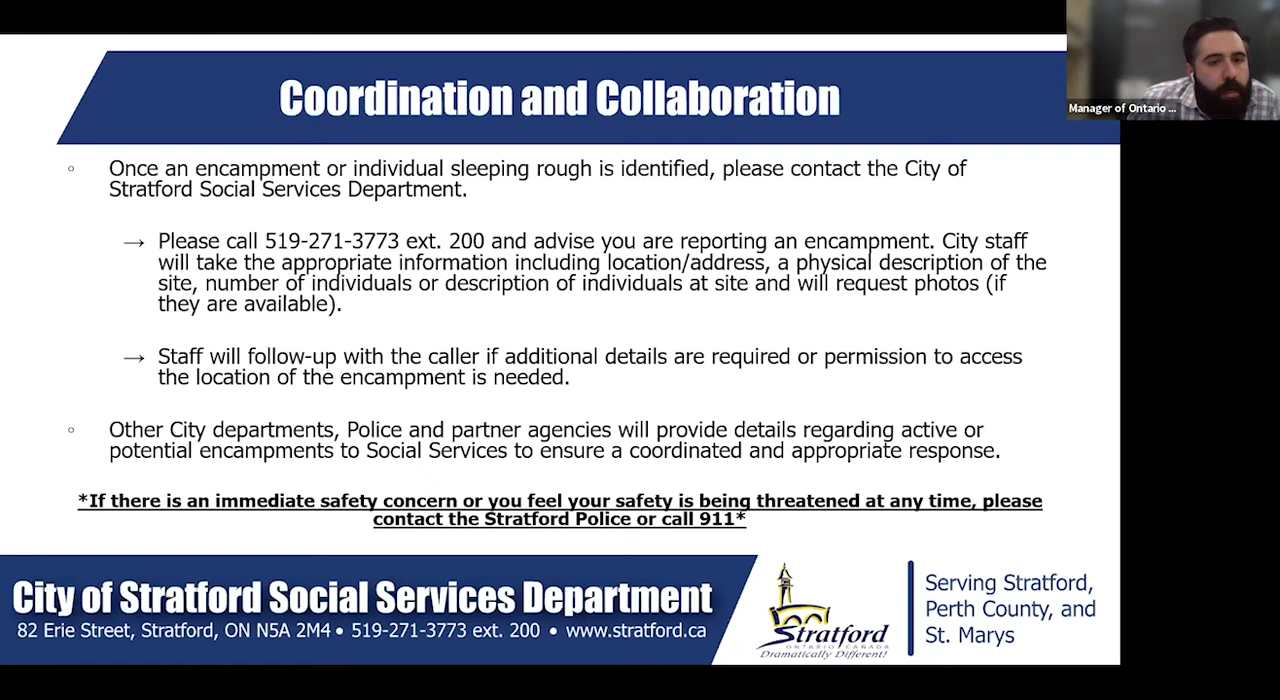 Coordination and Collaboration
Manager of Ontario ...
◦ Once an encampment or individual sleeping rough is identified, please contact the City of
Stratford Social Services Department.
→ Please call 519-271-3773 ext. 200 and advise you are reporting an encampment. City staff
will take the appropriate information including location/address, a physical description of the
site, number of individuals or description of individuals at site and will request photos (if
they are available).
→ Staff will follow-up with the caller if additional details are required or permission to access
the location of the encampment is needed.
◦ Other City departments, Police and partner agencies will provide details regarding active or
potential encampments to Social Services to ensure a coordinated and appropriate response.
*If there is an immediate safety concern or you feel your safety is being threatened at any time, please
contact the Stratford Police or call 911*
City of Stratford Social Services Department
82 Erie Street, Stratford, ON N5A 2M4 • 519-271-3773 ext. 200 • www.stratford.ca
Stratford
ONTARIO CANADA
Dramatically Different!
Serving Stratford,
Perth County, and
St. Marys